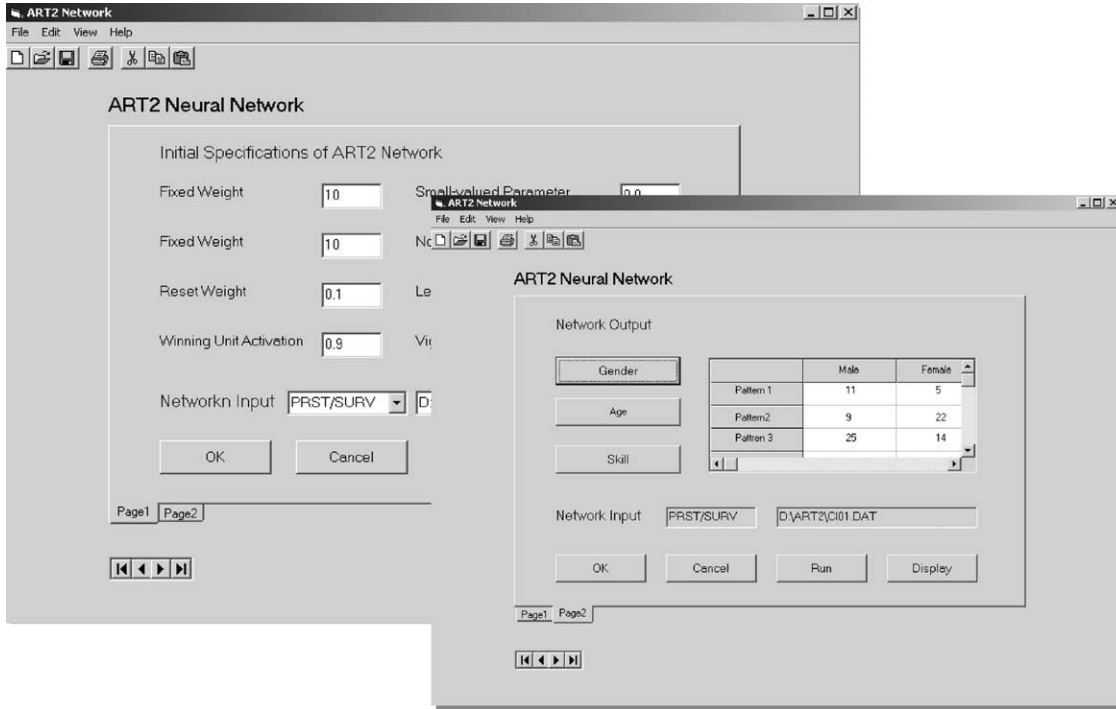 ART2 Network
File Edit View Help
ART2 Neural Network
Initial Specifications of ART2 Network
Fixed Weight 10 Small-valued Parameter 0.0
Fixed Weight 10
Reset Weight 0.1
Winning Unit Activation 0.9
Networkn Input PRST/SURV
OK Cancel
Page1 Page2
ART2 Network
File Edit View Help
ART2 Neural Network
Network Output
Gender
Age
Skill
Male Female
Pattern 1 11 5
Pattern2 9 22
Pattren 3 25 14
Network Input PRST/SURV D:\ART2\CI01.DAT
OK Cancel Run Display
Page1 Page2